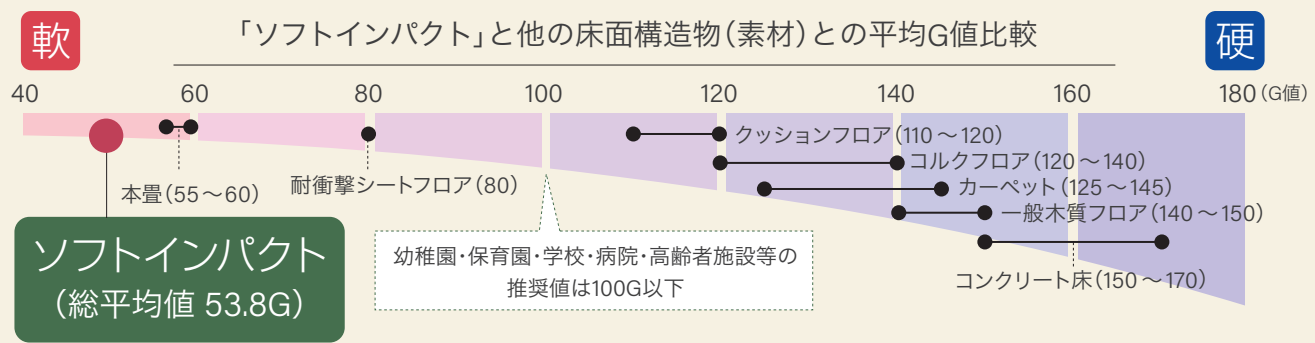 軟
「ソフトインパクト」と他の床面構造物(素材)との平均G値比較
硬
40 60 80 100 120 140 160 180(G値)
クッションフロア(110～120)
コルクフロア(120～140)
本畳(55～60)
耐衝撃シートフロア(80)
カーペット(125～145)
一般木質フロア(140～150)
ソフトインパクト
(総平均値 53.8G)
幼稚園・保育園・学校・病院・高齢者施設等の
推奨値は100G以下
コンクリート床(150～170)